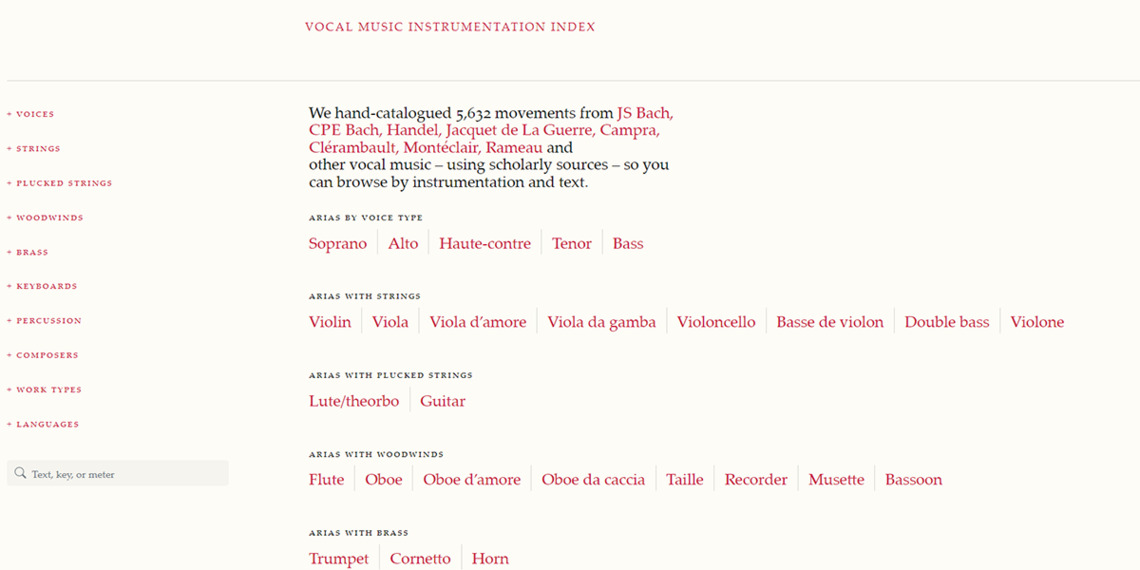 VOCAL MUSIC INSTRUMENTATION INDEX
+ VOICES
+ STRINGS
+ PLUCKED STRINGS
+ WOODWINDS
+ BRASS
+ KEYBOARDS
+ PERCUSSION
+ COMPOSERS
+ WORK TYPES
+ LANGUAGES
Text, key, or meter
We hand-catalogued 5,632 movements from JS Bach,
CPE Bach, Handel, Jacquet de La Guerre, Campra,
Clérambault, Montéclair, Rameau and
other vocal music – using scholarly sources – so you
can browse by instrumentation and text.
ARIAS BY VOICE TYPE
Soprano Alto Haute-contre Tenor Bass
ARIAS WITH STRINGS
Violin Viola Viola d’amore Viola da gamba Violoncello Basse de violon Double bass Violone
ARIAS WITH PLUCKED STRINGS
Lute/theorbo Guitar
ARIAS WITH WOODWINDS
Flute Oboe Oboe d’amore Oboe da caccia Taille Recorder Musette Bassoon
ARIAS WITH BRASS
Trumpet Cornetto Horn